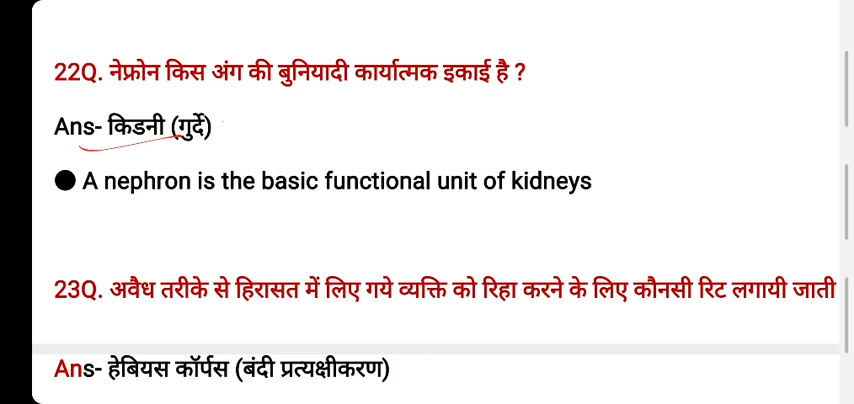 22Q. नेफ्रोन किस अंग की बुनियादी कार्यात्मक इकाई है ?
Ans- किडनी (गुर्दे)
● A nephron is the basic functional unit of kidneys
23Q. अवैध तरीके से हिरासत में लिए गये व्यक्ति को रिहा करने के लिए कौनसी रिट लगायी जाती
Ans- हेबियस कॉर्पस (बंदी प्रत्यक्षीकरण)